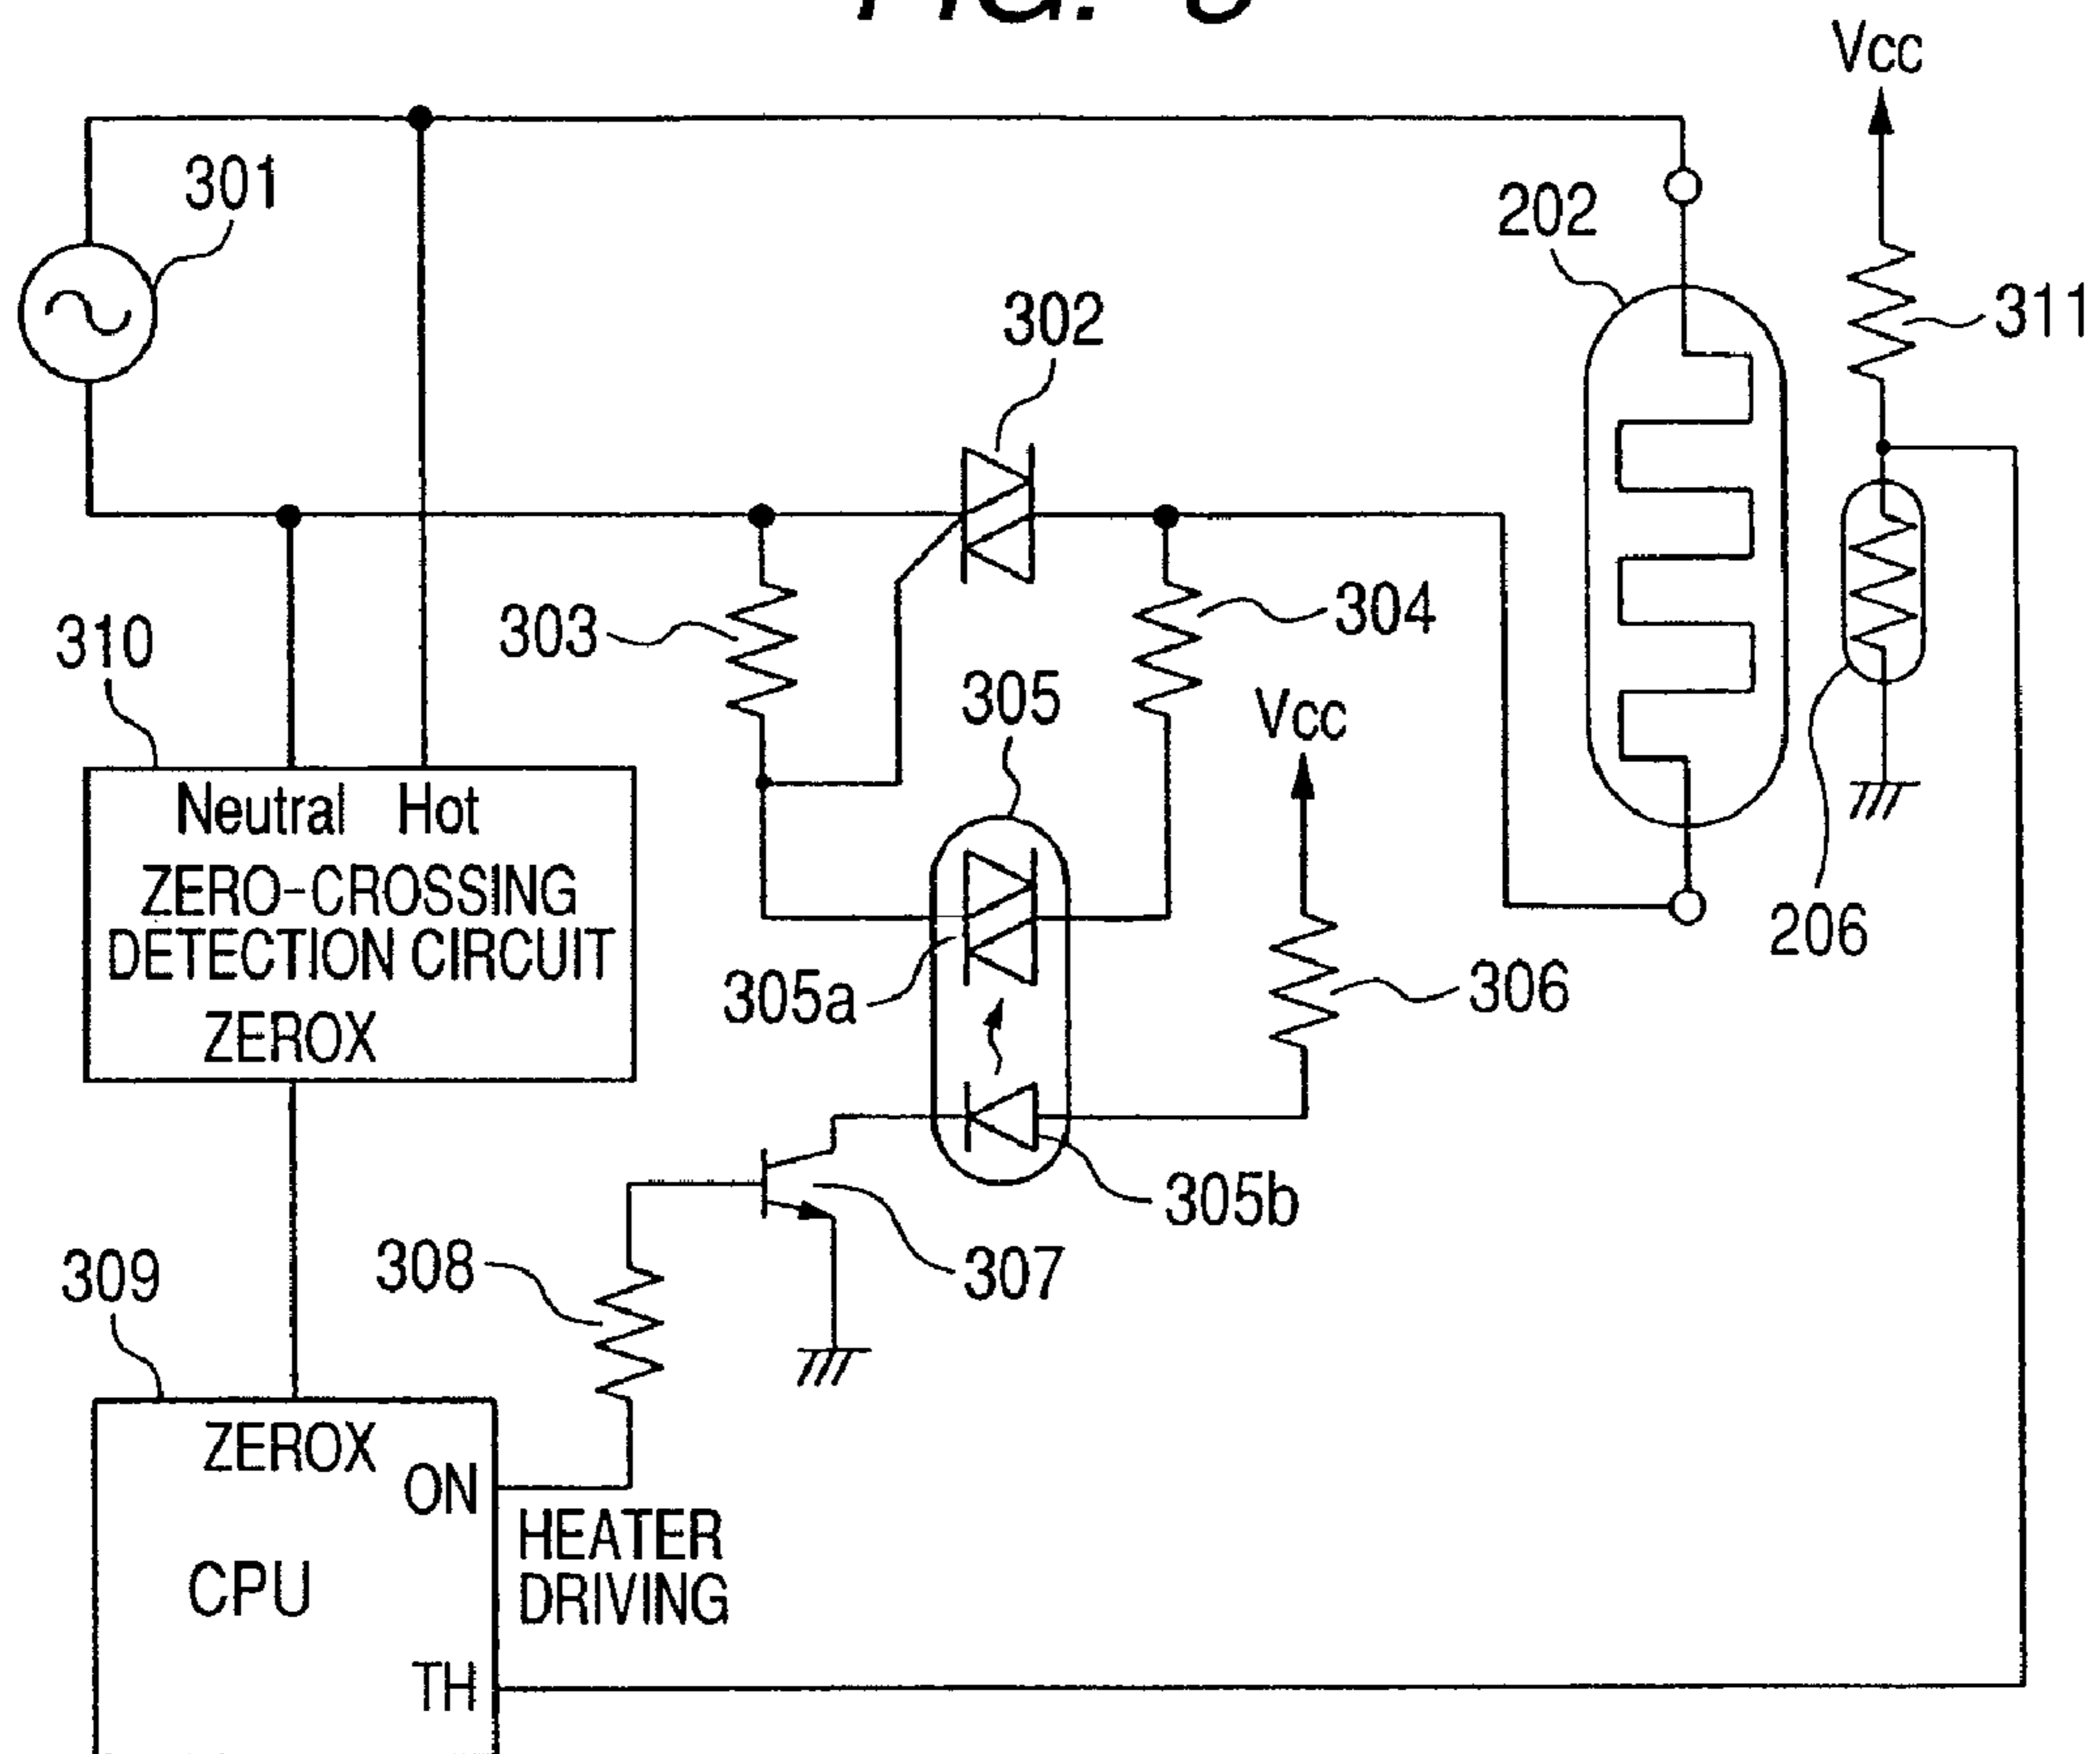 Vcc
301
202
311
302
303
304
310
305
Vcc
Neutral Hot
ZERO-CROSSING
DETECTION CIRCUIT
ZEROX
206
305a
306
305b
307
308
309
ZEROX
ON
HEATER
DRIVING
CPU
TH